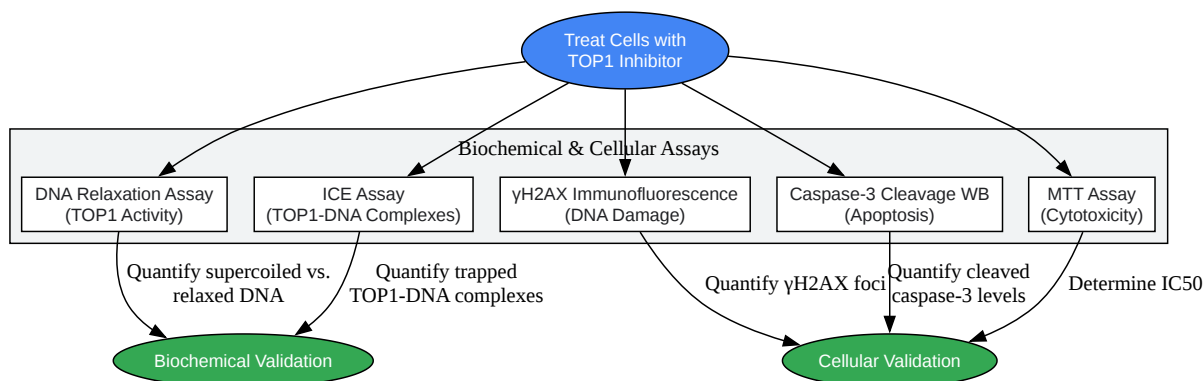 Treat Cells with
TOP1 Inhibitor
Biochemical & Cellular Assays
DNA Relaxation Assay
(TOP1 Activity)
ICE Assay
(TOP1-DNA Complexes)
γH2AX Immunofluorescence
(DNA Damage)
Caspase-3 Cleavage WB
(Apoptosis)
MTT Assay
(Cytotoxicity)
Quantify supercoiled vs.
relaxed DNA
Quantify trapped
TOP1-DNA complexes
Quantify γH2AX foci
Quantify cleaved
caspase-3 levels
Determine IC50
Biochemical Validation
Cellular Validation